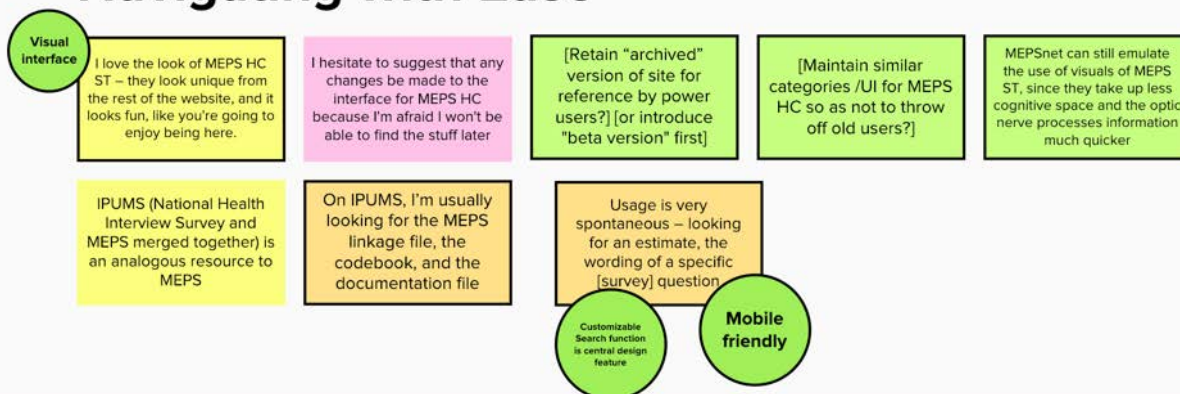 Navigating with Ease
Visual
interface
I love the look of MEPS HC
ST – they look unique from
the rest of the website, and it
looks fun, like you're going to
enjoy being here.
I hesitate to suggest that any
changes be made to the
interface for MEPS HC
because I'm afraid I won't be
able to find the stuff later
[Retain “archived”
version of site for
reference by power
users?] [or introduce
"beta version" first]
[Maintain similar
categories /UI for MEPS
HC so as not to throw
off old users?]
MEPSnet can still emulate
the use of visuals of MEPS
ST, since they take up less
cognitive space and the optic
nerve processes information
much quicker
IPUMS (National Health
Interview Survey and
MEPS merged together) is
an analogous resource to
MEPS
On IPUMS, I’m usually
looking for the MEPS
linkage file, the
codebook, and the
documentation file
Usage is very
spontaneous – looking
for an estimate, the
wording of a specific
[survey] question
Customizable
Search function
is central design
feature
Mobile
friendly